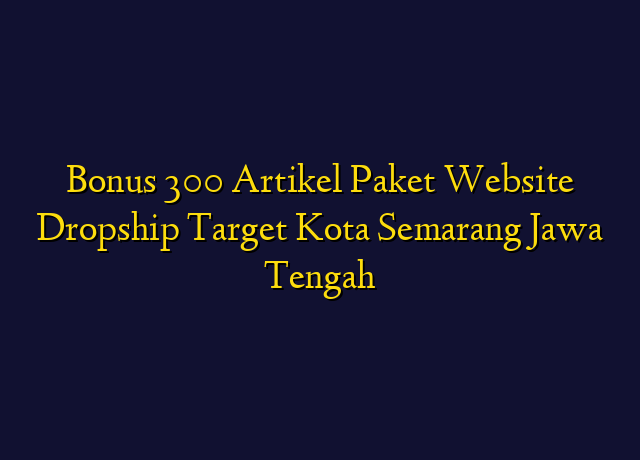 Bonus 300 Artikel Paket Website
Dropship Target Kota Semarang Jawa
Tengah